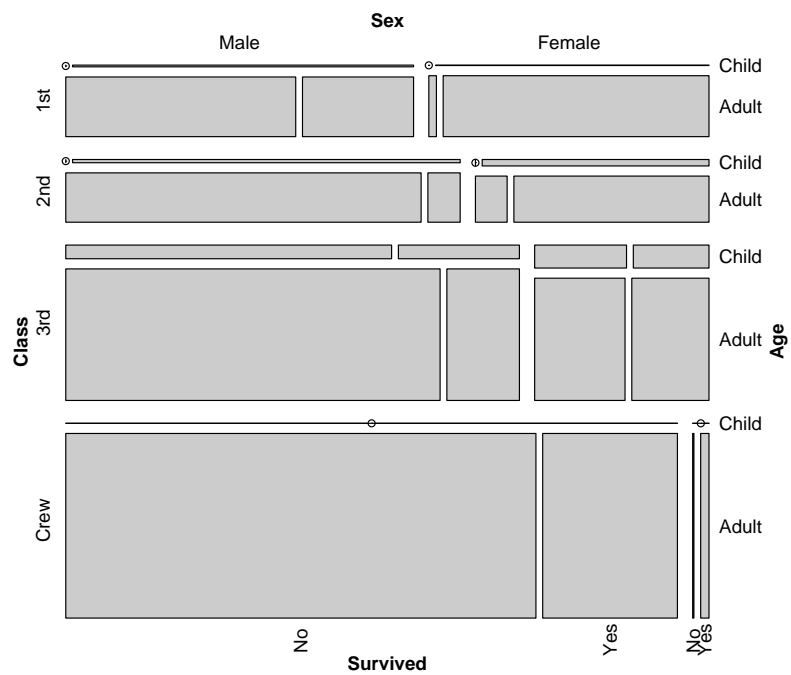 Sex
Male Female
1st Child
Adult
2nd Child
Adult
Child
3rd
Class Adult Age
Child
Crew Adult
No Yes No Yes
Survived